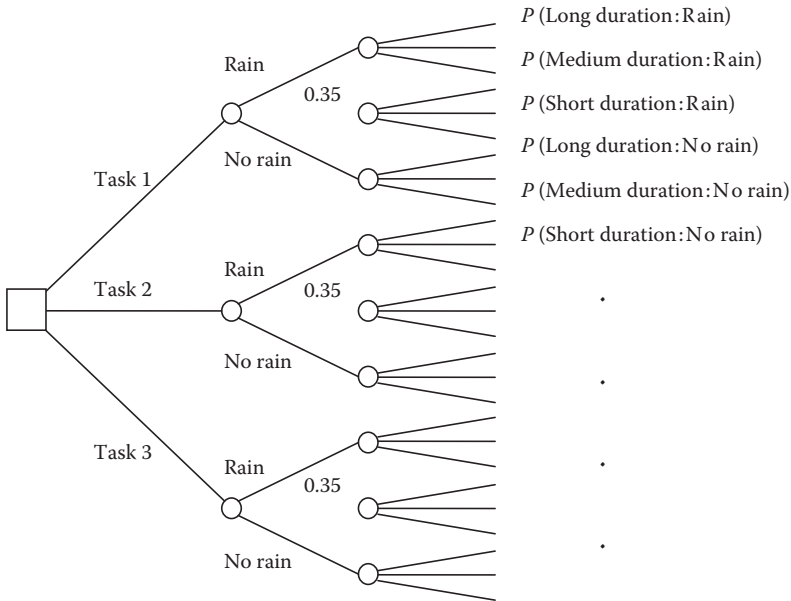 P (Long duration:Rain)
Rain
P (Medium duration:Rain)
0.35
P (Short duration:Rain)
No rain
P (Long duration:No rain)
Task 1
P (Medium duration:No rain)
P (Short duration:No rain)
Rain
Task 2
0.35
No rain
Task 3
Rain
0.35
No rain